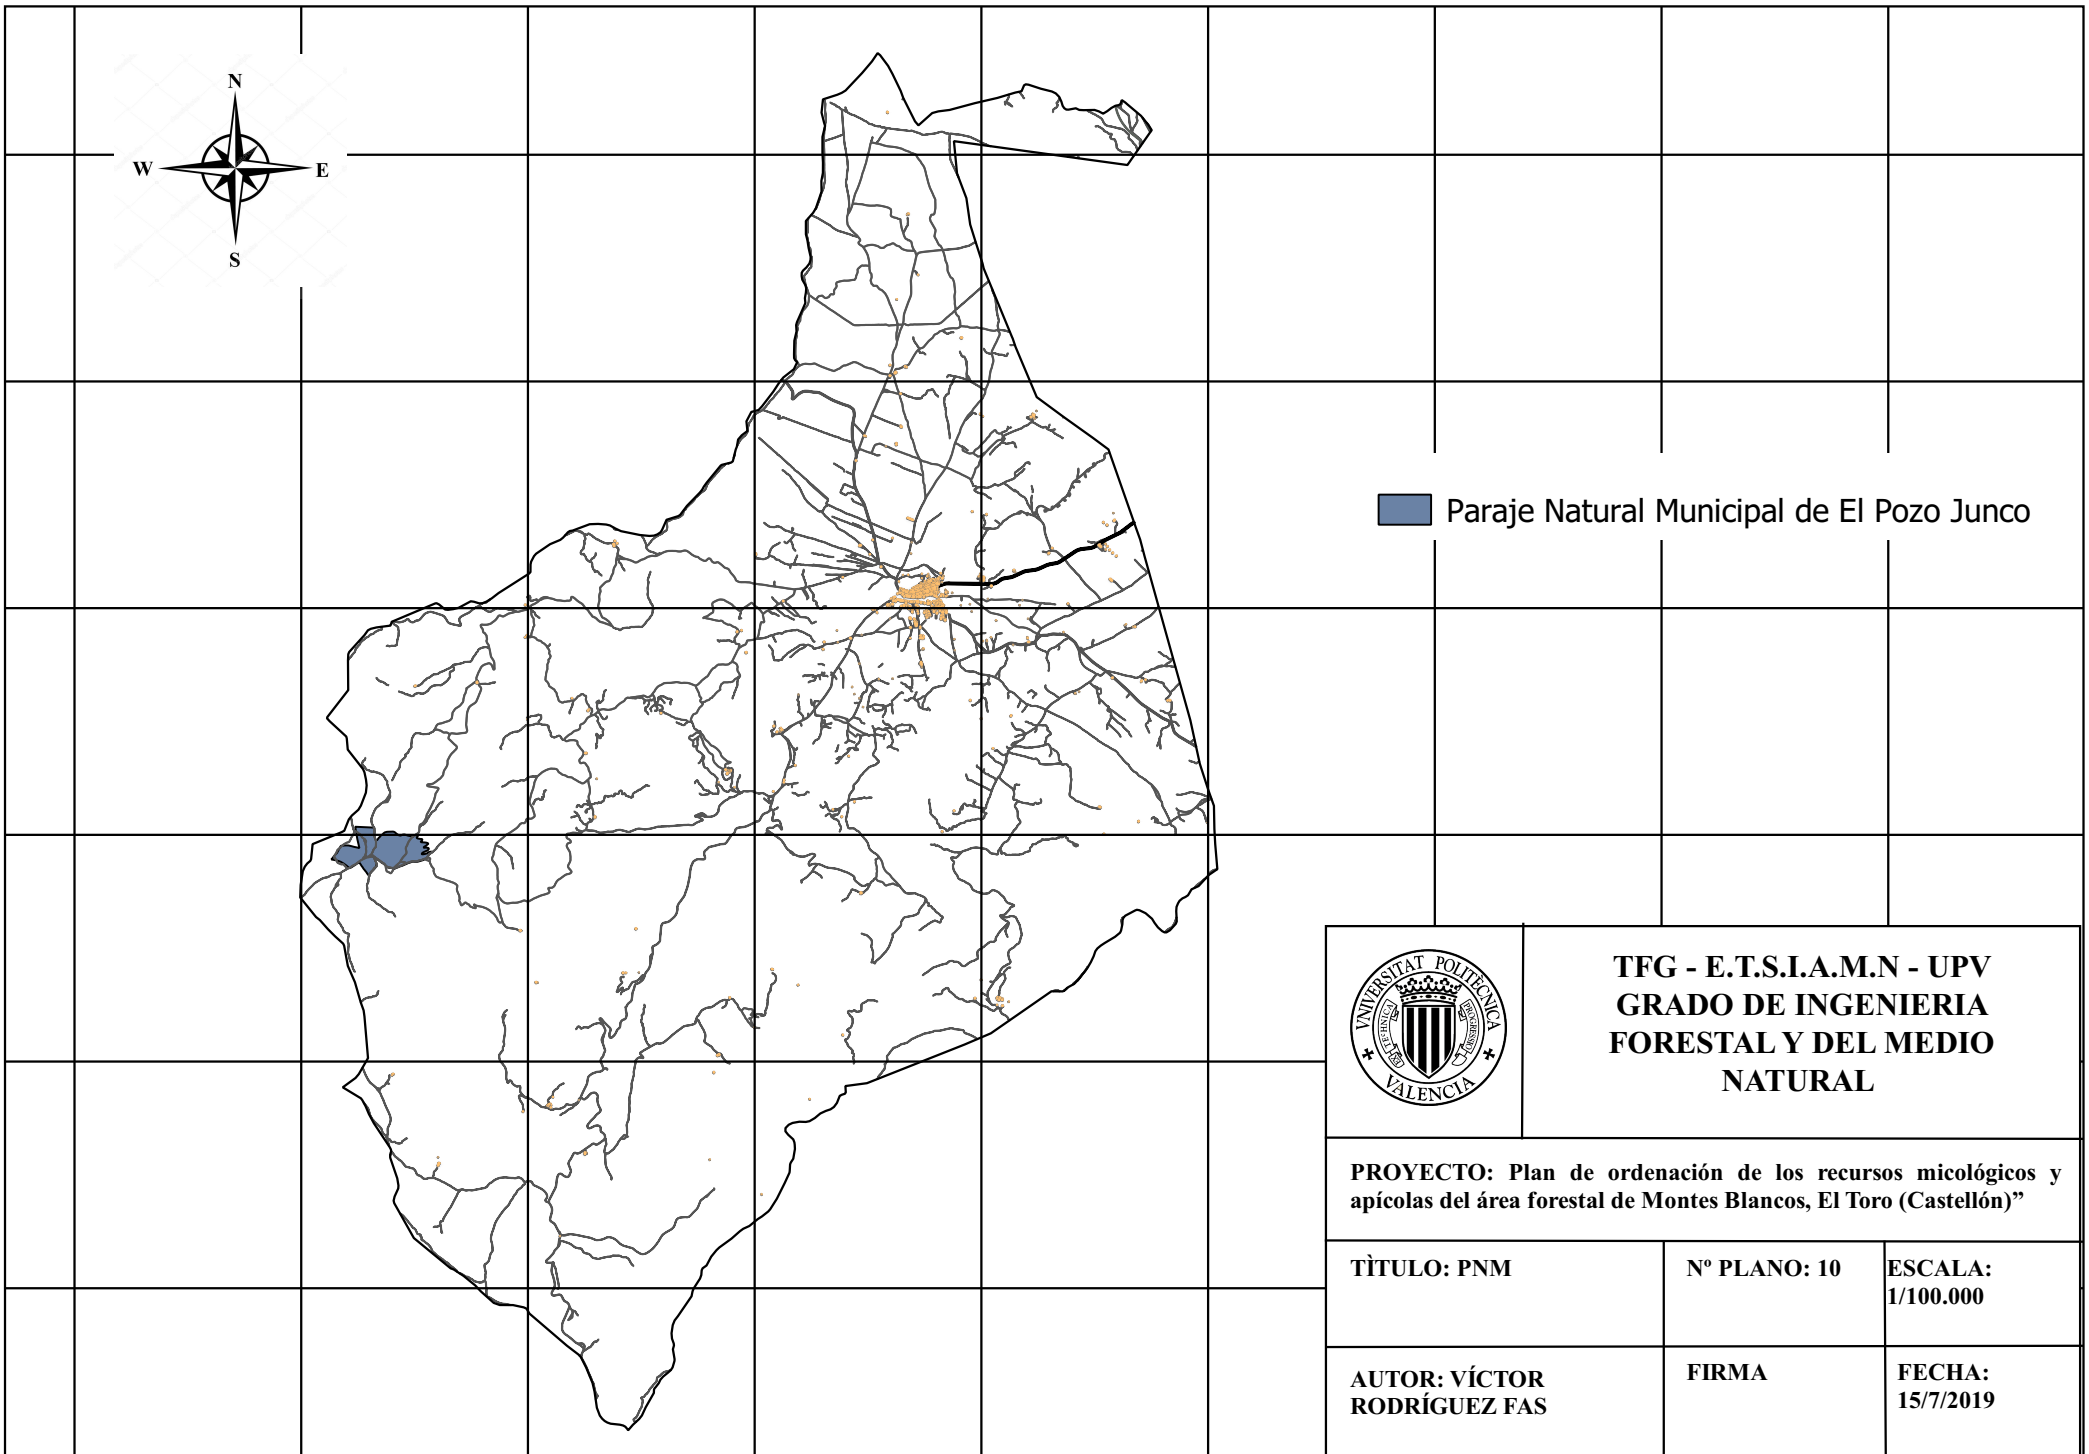 N
W
E
S
Paraje Natural Municipal de El Pozo Junco
VNIVERSITAT POLITÈCNICA
TECHNICA
PROGRESSIO
VALENCIA
TFG - E.T.S.I.A.M.N - UPV
GRADO DE INGENIERIA
FORESTAL Y DEL MEDIO
NATURAL
PROYECTO: Plan de ordenación de los recursos micológicos y
apícolas del área forestal de Montes Blancos, El Toro (Castellón)”
TÌTULO: PNM
Nº PLANO: 10
ESCALA:
1/100.000
AUTOR: VÍCTOR
RODRÍGUEZ FAS
FIRMA
FECHA:
15/7/2019